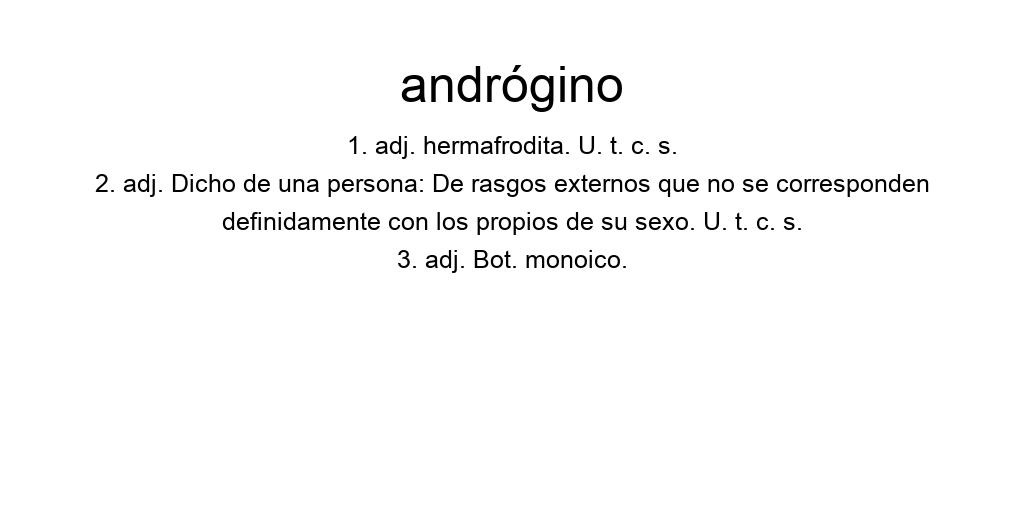 andrógino
1. adj. hermafrodita. U. t. c. s.
2. adj. Dicho de una persona: De rasgos externos que no se corresponden
definidamente con los propios de su sexo. U. t. c. s.
3. adj. Bot. monoico.